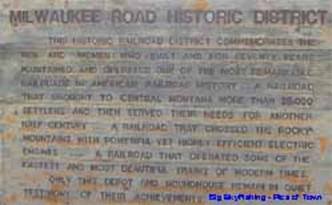 MILWAUKEE ROAD HISTORIC DISTRICT
THIS HISTORIC RAILROAD DISTRICT COMMEMORATES THE
MEN AND WOMEN WHO BUILT AND FOR SEVENTY YEARS
MAINTAINED AND OPERATED ONE OF THE MOST REMARKABLE
RAILROADS IN AMERICAN RAILROAD HISTORY. A RAILROAD
THAT BROUGHT TO CENTRAL MONTANA MORE THAN
SETTLERS AND THEN SERVED THEIR NEEDS FOR ANOTHER
HALF CENTURY A RAILROAD THAT CROSSED THE ROCKY
MOUNTAINS WITH POWERFUL YET HIGHLY EFFICIENT ELECTRIC
ENGINES A RAILROAD THAT OPERATED SOME OF THE
FASTEST AND MOST BEAUTIFUL TRAINS OF MODERN TIMES.
ONLY THIS DEPOT AND ROUNDHOUSE REMAIN IN QUIET
TESTIMONY OF THEIR ACHIEVEMENTS
Big Sky Fishing - Pics of Town